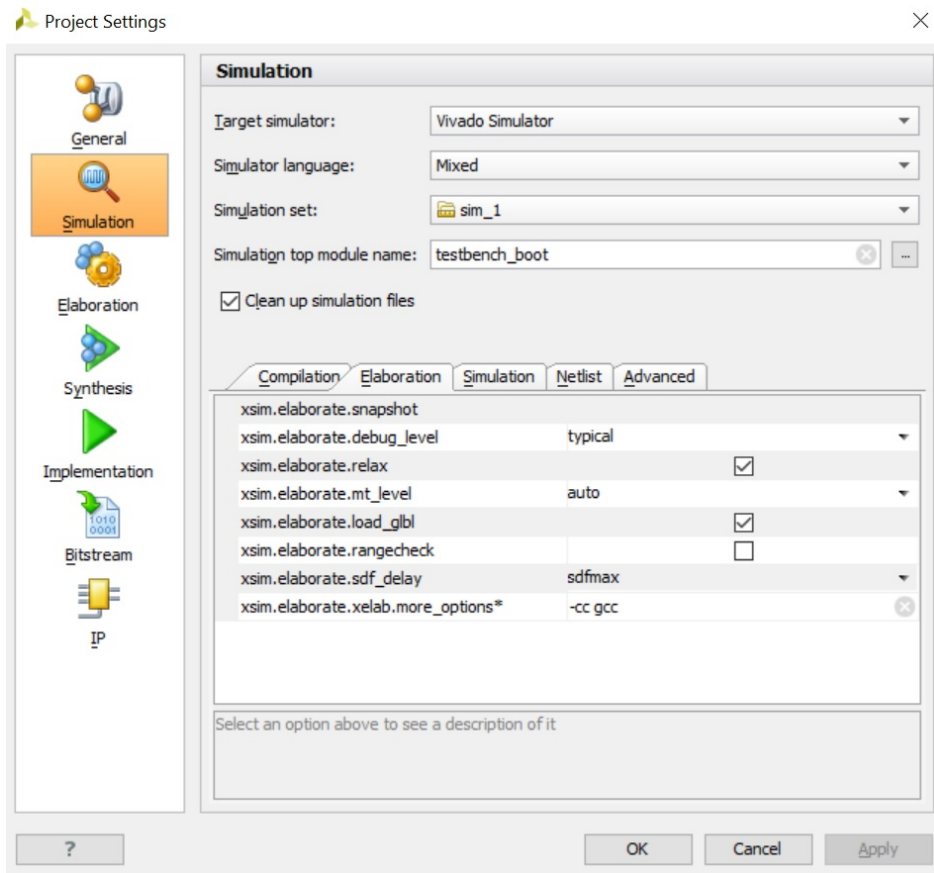 Project Settings
General
Simulation
Elaboration
Synthesis
Implementation
1010
0001
Bitstream
IP
Simulation
Target simulator: Vivado Simulator
Simulator language: Mixed
Simulation set: sim_1
Simulation top module name: testbench_boot ...
Clean up simulation files
Compilation Elaboration Simulation Netlist Advanced
xsim.elaborate.snapshot
xsim.elaborate.debug_level typical
xsim.elaborate.relax
xsim.elaborate.mt_level auto
xsim.elaborate.load_glbl
xsim.elaborate.rangecheck
xsim.elaborate.sdf_delay sdfmax
xsim.elaborate.xelab.more_options* -cc gcc
Select an option above to see a description of it
? OK Cancel Apply